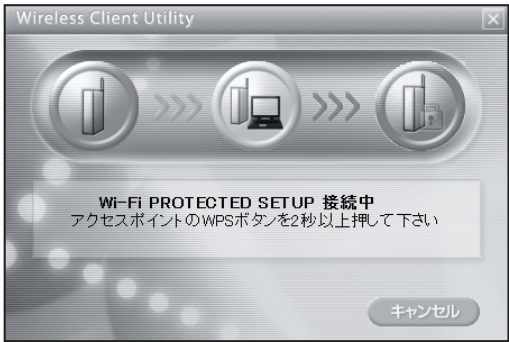 Wireless Client Utility
Wi-Fi PROTECTED SETUP 接続中
アクセスポイントのWPSボタンを2秒以上押して下さい
キャンセル